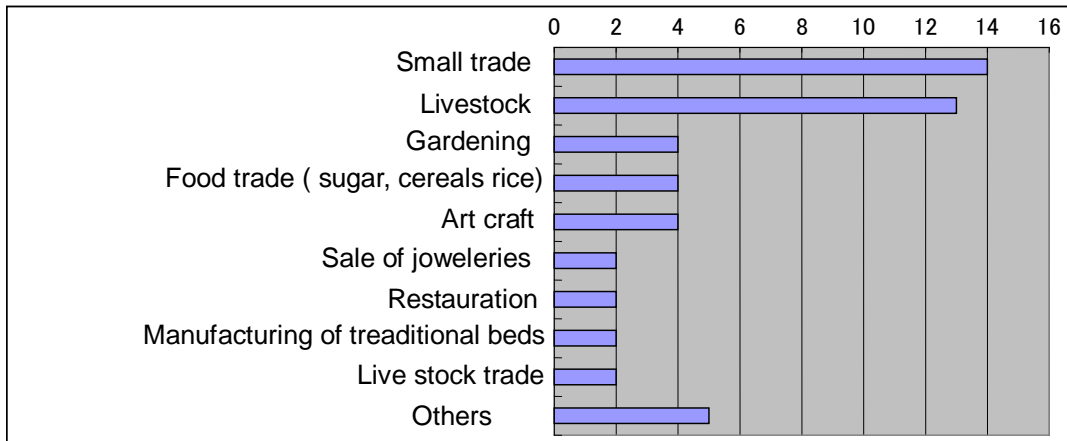 0 2 4 6 8 10 12 14 16
Small trade
Livestock
Gardening
Food trade ( sugar, cereals rice)
Art craft
Sale of joweleries
Restauration
Manufacturing of treaditional beds
Live stock trade
Others